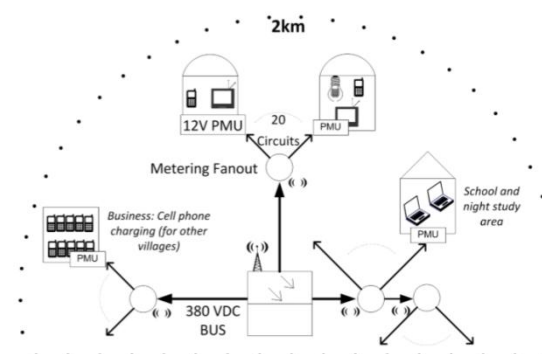 2km
12V PMU
PMU
20
Circuits
Metering Fanout
School and
night study
area
PMU
Business: Cell phone
charging (for other
villages)
PMU
380 VDC
BUS